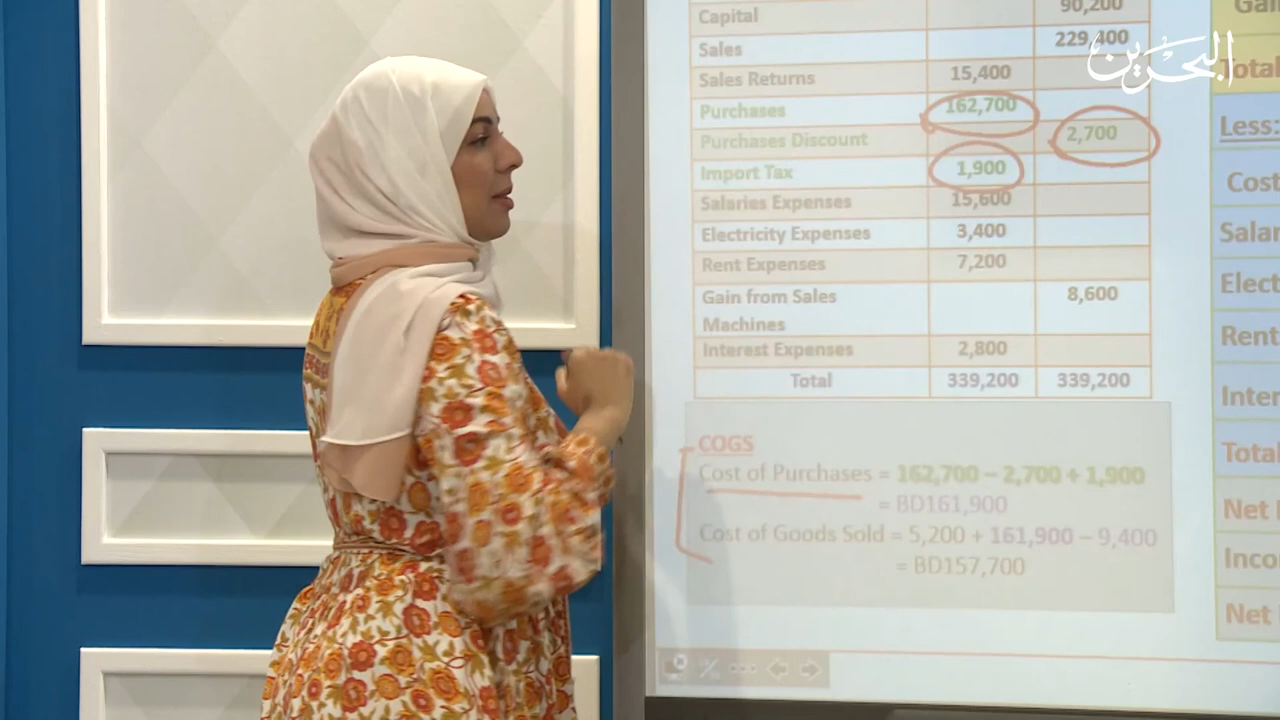 البحرين
90,200
Capital
Sales 229,400
Sales Returns 15,400
Purchases 162,700
Purchases Discount 2,700
Import Tax 1,900
Salaries Expenses 15,600
Electricity Expenses 3,400
Rent Expenses 7,200
Gain from Sales Machines 8,600
Interest Expenses 2,800
Total 339,200 339,200
COGS
Cost of Purchases = 162,700 – 2,700 + 1,900
= BD161,900
Cost of Goods Sold = 5,200 + 161,900 – 9,400
= BD157,700
Gai
Total
Less:
Cost
Salar
Elect
Rent
Inter
Total
Net
Inco
Net